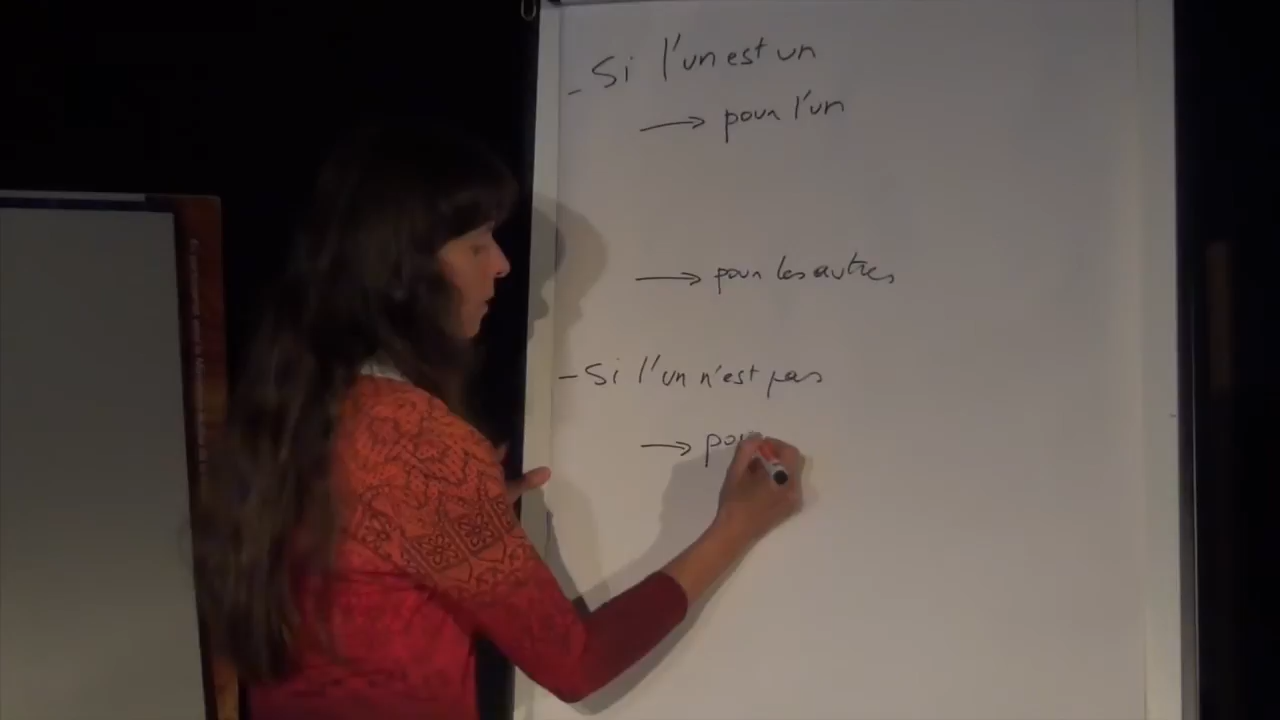 - Si l'un est un
→ pour l'un
→ pour les autres
- Si l'un n'est pas
→ pou